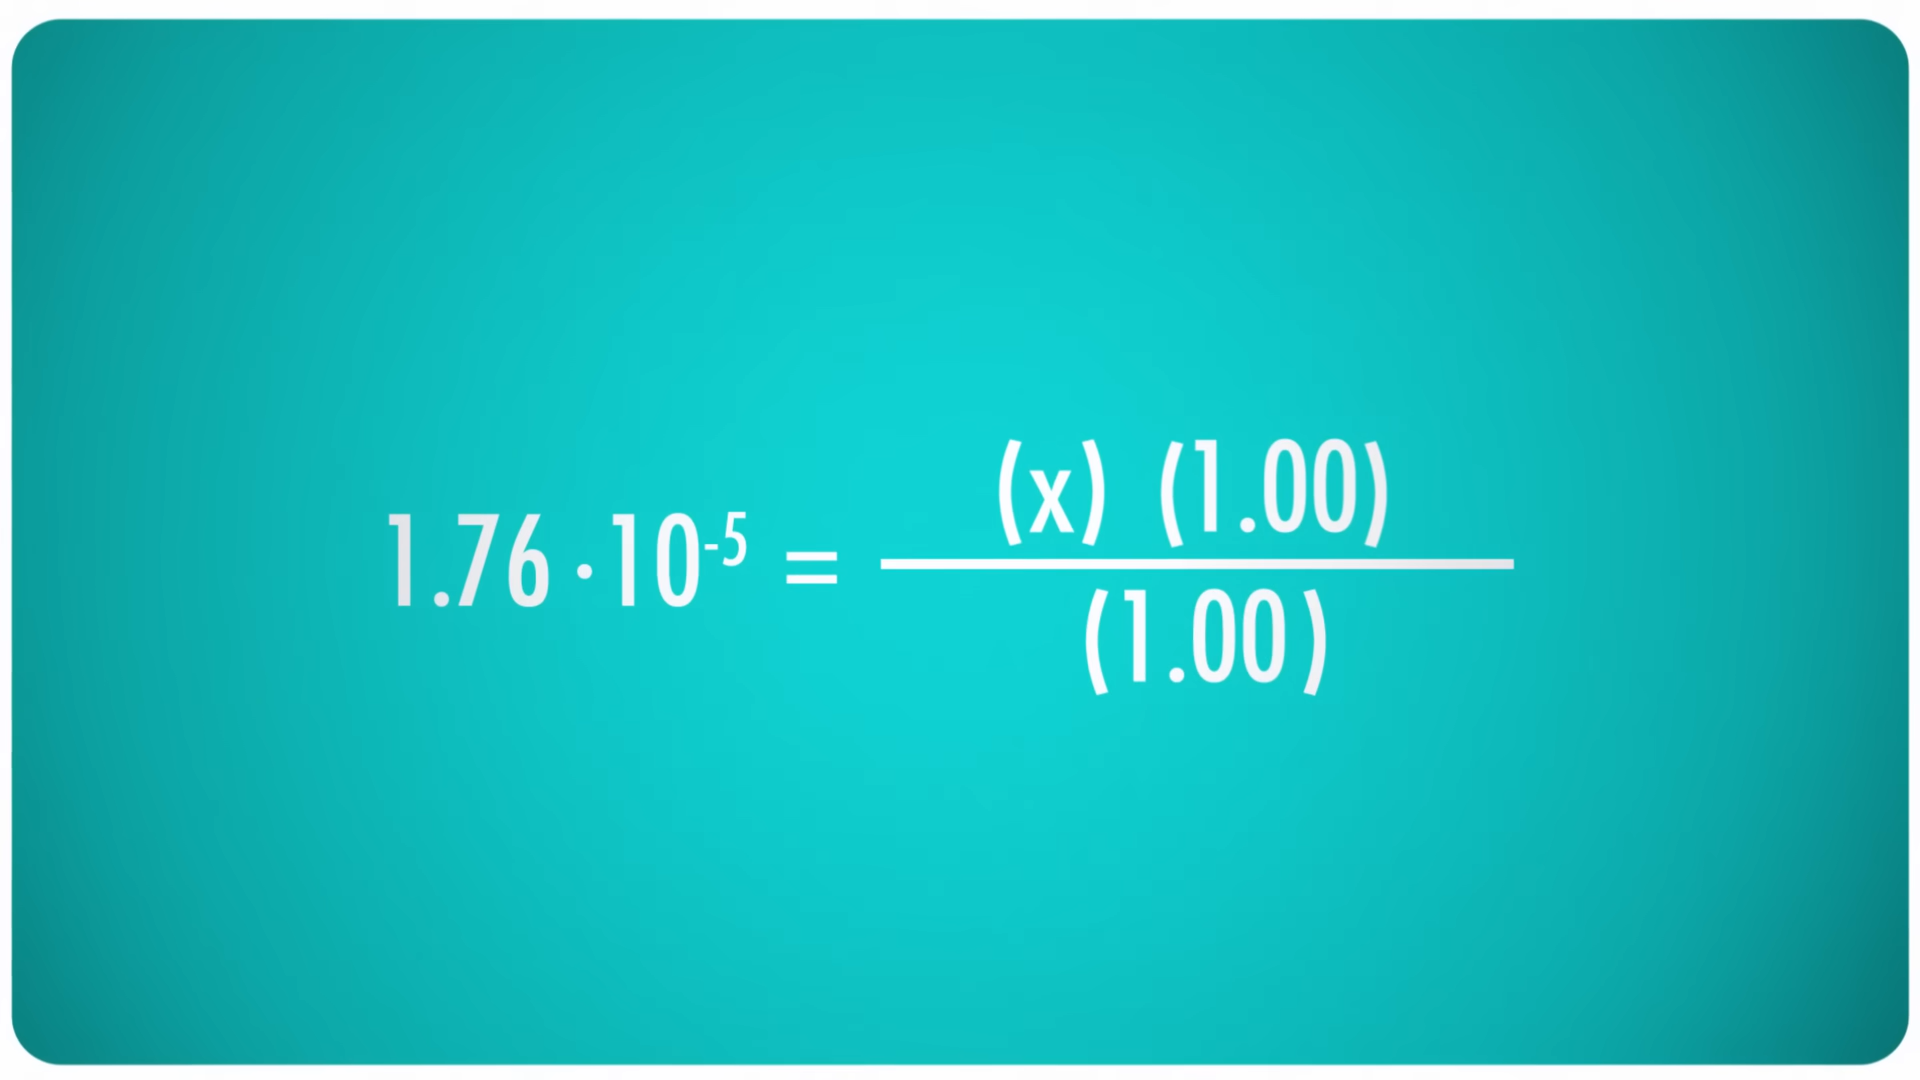 1.76 · 10⁻⁵ = (x) (1.00)
(1.00)